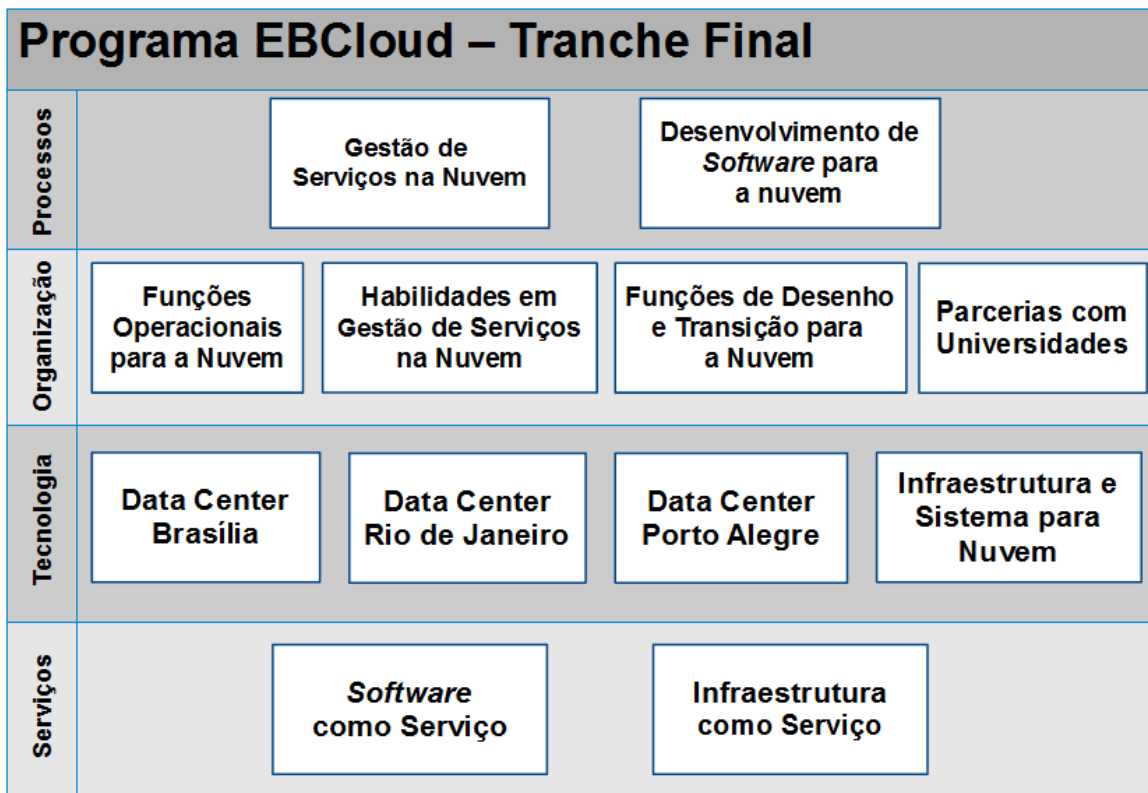 Programa EBCloud – Tranche Final
Processos
Gestão de
Serviços na Nuvem
Desenvolvimento de
Software para
a nuvem
Organização
Funções
Operacionais
para a Nuvem
Habilidades em
Gestão de Serviços
na Nuvem
Funções de Desenho
e Transição para
a Nuvem
Parcerias com
Universidades
Tecnologia
Data Center
Brasília
Data Center
Rio de Janeiro
Data Center
Porto Alegre
Infraestrutura e
Sistema para
Nuvem
Serviços
Software
como Serviço
Infraestrutura
como Serviço